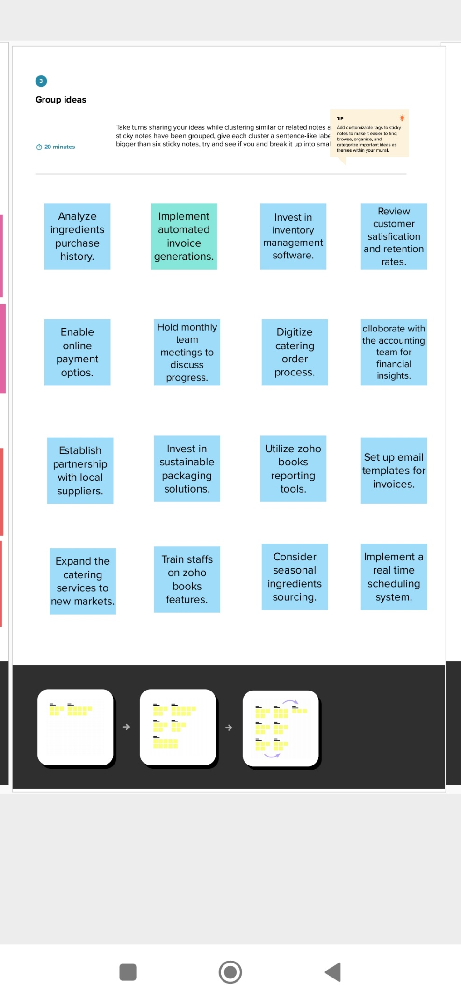 3
Group ideas
Take turns sharing your ideas while clustering similar or related notes a
sticky notes have been grouped, give each cluster a sentence-like labe
bigger than six sticky notes, try and see if you and break it up into smal
20 minutes
TIP
Add customizable tags to sticky
notes to make it easier to find,
browse, organize, and
categorize important ideas as
themes within your mural.
Analyze
ingredients
purchase
history.
Implement
automated
invoice
generations.
Invest in
inventory
management
software.
Review
customer
satisfication
and retention
rates.
Enable
online
payment
optios.
Hold monthly
team
meetings to
discuss
progress.
Digitize
catering
order
process.
olloborate with
the accounting
team for
financial
insights.
Establish
partnership
with local
suppliers.
Invest in
sustainable
packaging
solutions.
Utilize zoho
books
reporting
tools.
Set up email
templates for
invoices.
Expand the
catering
services to
new markets.
Train staffs
on zoho
books
features.
Consider
seasonal
ingredients
sourcing.
Implement a
real time
scheduling
system.